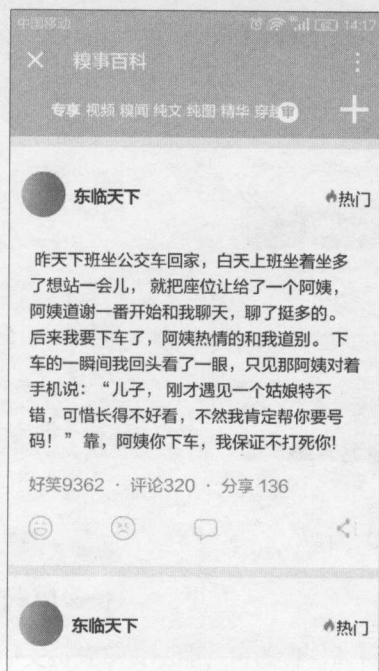 中国移动 14:17
× 糗事百科
专享 视频 糗闻 纯文 纯图 精华 穿越 审
东临天下 热门
昨天下班坐公交车回家，白天上班坐着坐多
了想站一会儿， 就把座位让给了一个阿姨，
阿姨道谢一番开始和我聊天，聊了挺多的。
后来我要下车了，阿姨热情的和我道别。 下
车的一瞬间我回头看了一眼，只见那阿姨对着
手机说：“儿子， 刚才遇见一个姑娘特不
错，可惜长得不好看，不然我肯定帮你要号
码！” 靠，阿姨你下车，我保证不打死你!
好笑9362 · 评论320 · 分享 136
东临天下 热门